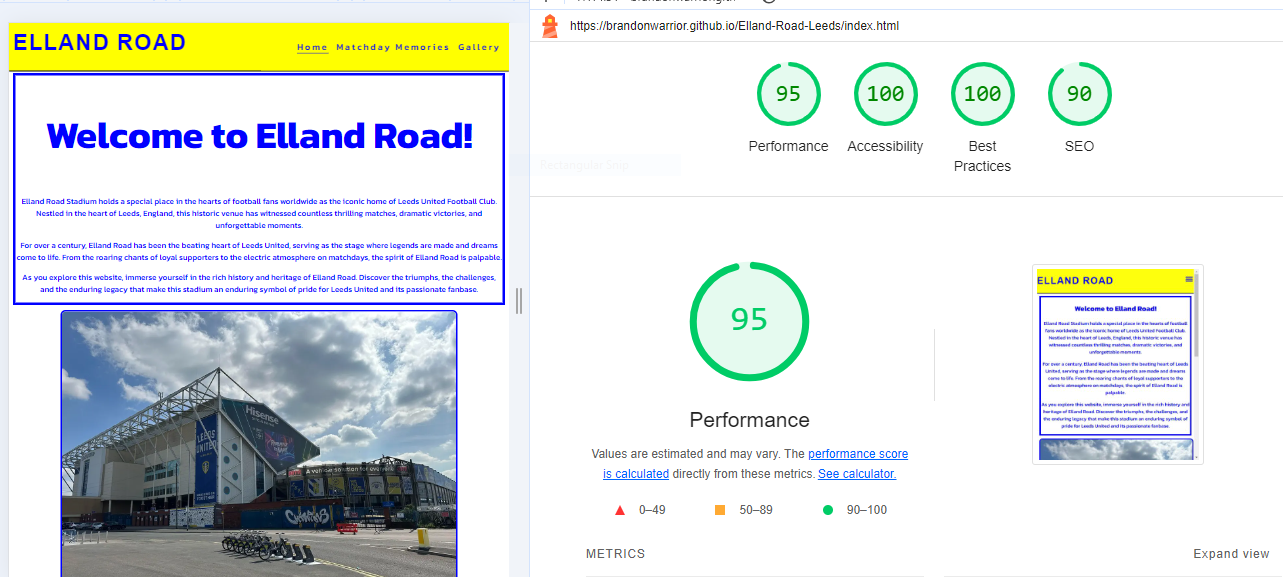 https://brandonwarrior.github.io/Elland-Road-Leeds/index.html
ELLAND ROAD
Home Matchday Memories Gallery
Welcome to Elland Road!
Elland Road Stadium holds a special place in the hearts of football fans worldwide as the iconic home of Leeds United Football Club.
Nestled in the heart of Leeds, England, this historic venue has witnessed countless thrilling matches, dramatic victories, and
unforgettable moments.
For over a century, Elland Road has been the beating heart of Leeds United, serving as the stage where legends are made and dreams
come to life. From the roaring chants of loyal supporters to the electric atmosphere on matchdays, the spirit of Elland Road is palpable.
As you explore this website, immerse yourself in the rich history and heritage of Elland Road. Discover the triumphs, the challenges,
and the enduring legacy that make this stadium an enduring symbol of pride for Leeds United and its passionate fanbase.
Hisense
LEEDS
UNITED
Rectangular Snip
95
100
100
90
Performance
Accessibility
Best
Practices
SEO
95
Performance
Values are estimated and may vary. The performance score
is calculated directly from these metrics. See calculator.
0–49
50–89
90–100
METRICS
Expand view
ELLAND ROAD
Welcome to Elland Road!
Elland Road Stadium holds a special place in the hearts of football
fans worldwide as the iconic home of Leeds United Football Club.
Nestled in the heart of Leeds, England, this historic venue has
witnessed countless thrilling matches, dramatic victories, and
unforgettable moments.
For over a century, Elland Road has been the beating heart of Leeds
United, serving as the stage where legends are made and dreams
come to life. From the roaring chants of loyal supporters to the
electric atmosphere on matchdays, the spirit of Elland Road is
palpable.
As you explore this website, immerse yourself in the rich history and
heritage of Elland Road. Discover the triumphs, the challenges, and
the enduring legacy that make this stadium an enduring symbol of
pride for Leeds United and its passionate fanbase.